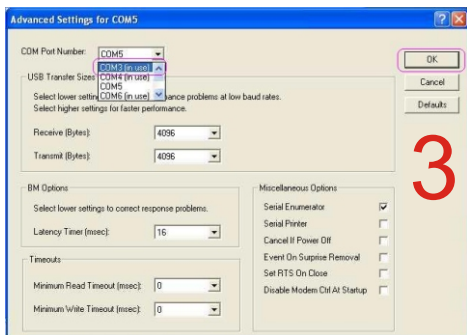 Advanced Settings for COM5
COM Port Number: COM5
COM3 (in use)
COM4 (in use)
COM5
COM6 (in use)
OK
Cancel
Defaults
USB Transfer Sizes
Select lower settin ance problems at low baud rates.
Select higher settings for faster performance.
Receive (Bytes): 4096
Transmit (Bytes): 4096
3
BM Options
Select lower settings to correct response problems.
Latency Timer (msec): 16
Timeouts
Minimum Read Timeout (msec): 0
Minimum Write Timeout (msec): 0
Miscellaneous Options
Serial Enumerator
Serial Printer
Cancel If Power Off
Event On Surprise Removal
Set RTS On Close
Disable Modem Ctrl At Startup